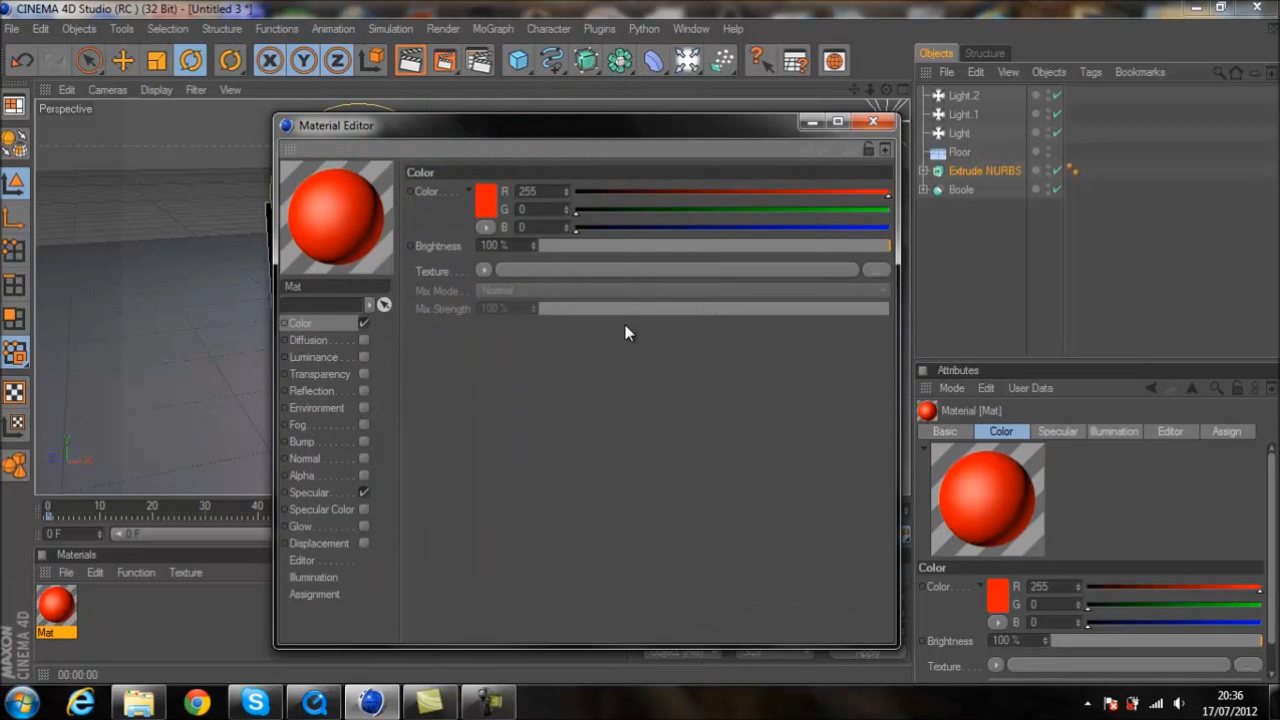 CINEMA 4D Studio (RC) (32 Bit) - [Untitled 3 *]
File Edit Objects Tools Selection Structure Functions Animation Simulation Render MoGraph Character Plugins Python Window Help
X Y Z
Objects Structure
File Edit View Objects Tags Bookmarks
Edit Cameras Display Filter View
Perspective
Light.2
Light.1
Light
Floor
Extrude NURBS
Boole
Material Editor
Mat
Color
Diffusion
Luminance
Transparency
Reflection
Environment
Fog
Bump
Normal
Alpha
Specular
Specular Color
Glow
Displacement
Editor
Illumination
Assignment
Color
Color R 255
G 0
B 0
Brightness 100 %
Texture
Mix Mode Normal
Mix Strength 100 %
Attributes
Mode Edit User Data
Material [Mat]
Basic Color Specular Illumination Editor Assign
Color
Color R 255
G 0
B 0
Brightness 100 %
Texture
0 10 20 30 40
0 F 0 F
Materials
File Edit Function Texture
Mat
Apply
MAXON
CINEMA 4D
00:00:00
20:36
17/07/2012